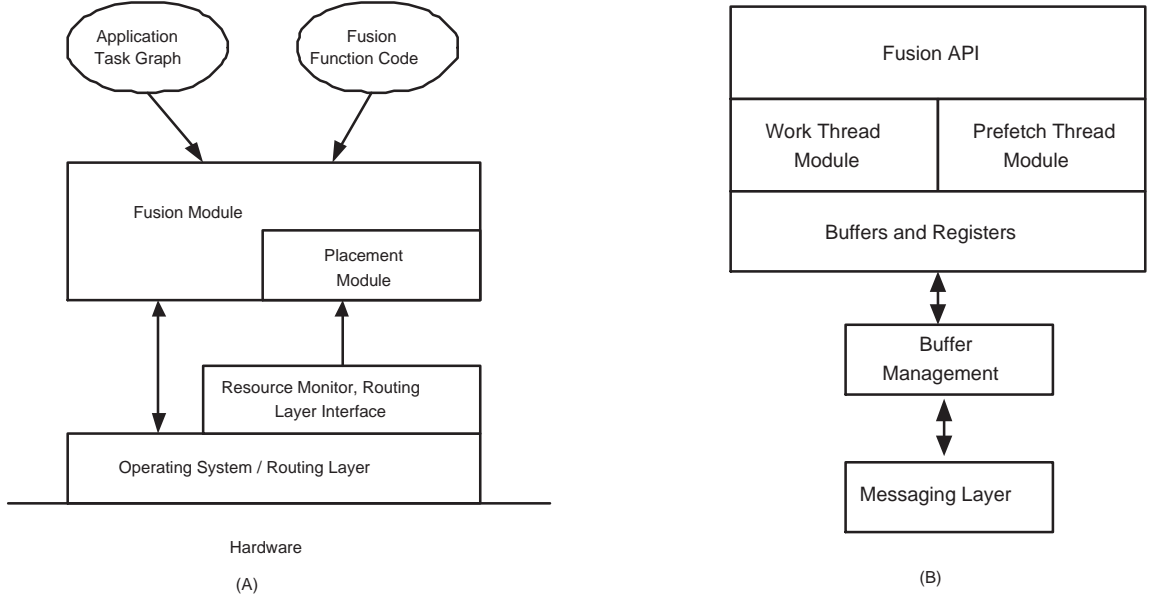 Application
Task Graph
Fusion
Function Code
Fusion Module
Placement
Module
Resource Monitor, Routing
Layer Interface
Operating System / Routing Layer
Hardware
(A)
Fusion API
Work Thread
Module
Prefetch Thread
Module
Buffers and Registers
Buffer
Management
Messaging Layer
(B)